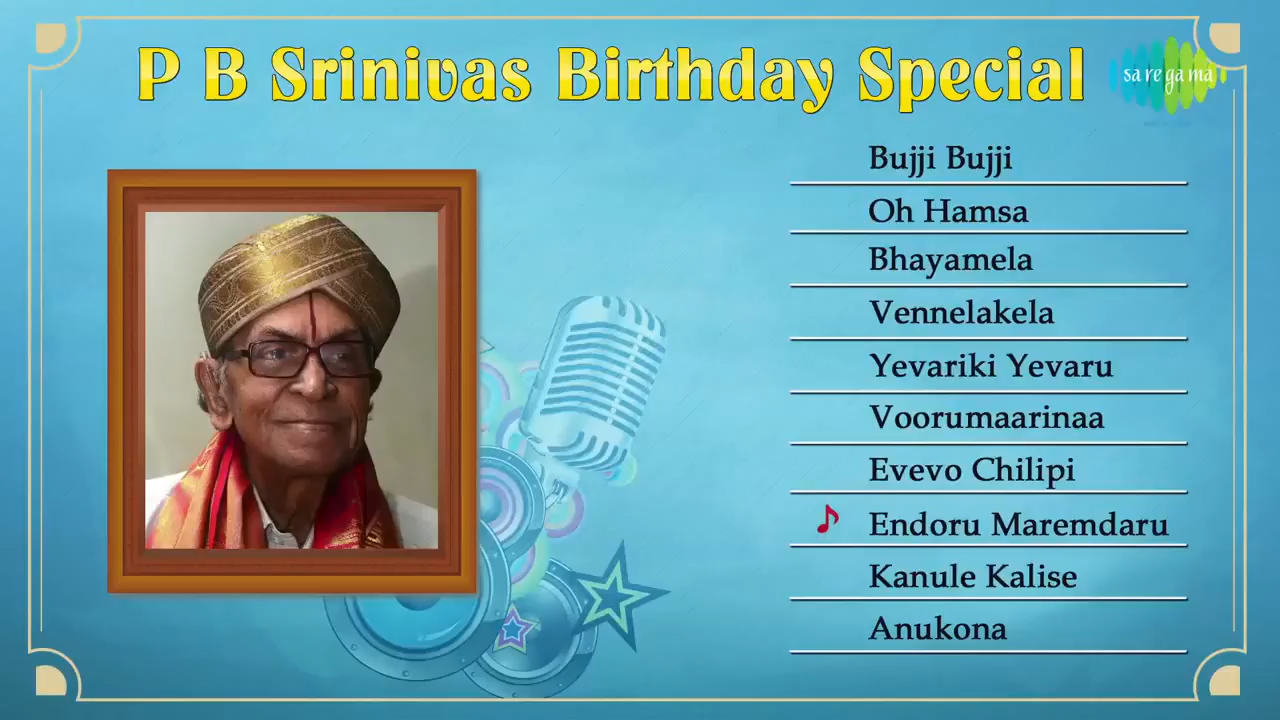 P B Srinivas Birthday Special
sa re ga ma
Bujji Bujji
Oh Hamsa
Bhayamela
Vennelakela
Yevariki Yevaru
Voorumaarinaa
Evevo Chilipi
Endoru Maremdaru
Kanule Kalise
Anukona